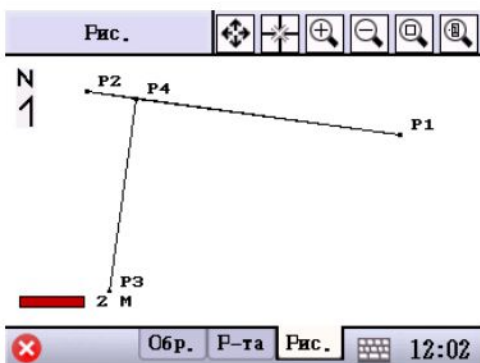 Рис.
N
P2 P4
P1
P3
2 М
Обр. Р-та Рис. 12:02